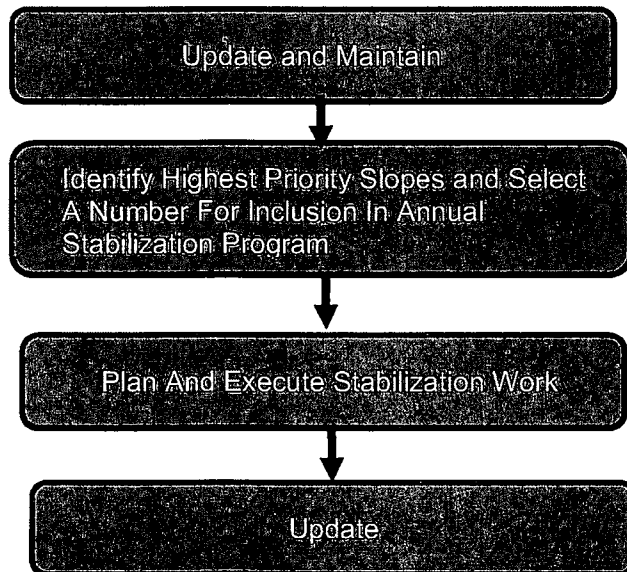 Update and Maintain
Identify Highest Priority Slopes and Select
A Number For Inclusion In Annual
Stabilization Program
Plan And Execute Stabilization Work
Update